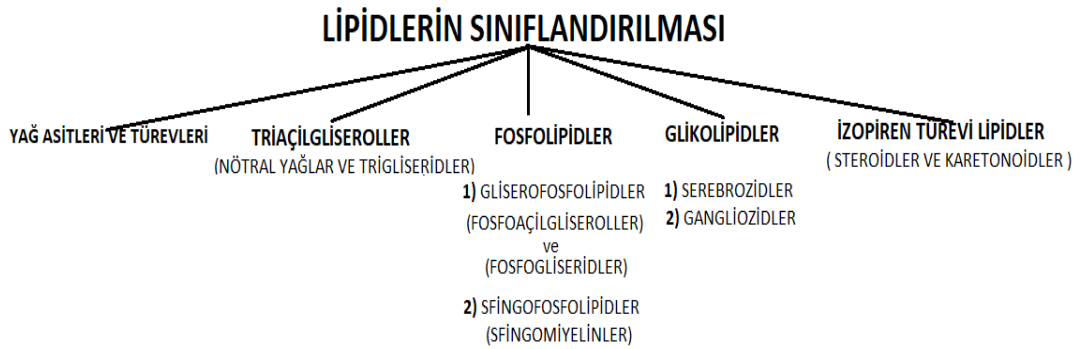 LİPİDLERİN SINIFLANDIRILMASI
YAĞ ASİTLERİ VE TÜREVLERİ
TRİAÇİLGLİSEROLLER
(NÖTRAL YAĞLAR VE TRİGLİSERİDLER)
FOSFOLİPİDLER
1) GLİSEROFOSFOLİPİDLER
(FOSFOAÇİLGLİSEROLLER)
ve
(FOSFOGLİSERİDLER)
2) SFİNGOFOSFOLİPİDLER
(SFİNGOMİYELİNLER)
GLİKOLİPİDLER
1) SEREBROZİDLER
2) GANGLİOZİDLER
İZOPİREN TÜREVİ LİPİDLER
( STEROİDLER VE KARETONOİDLER )